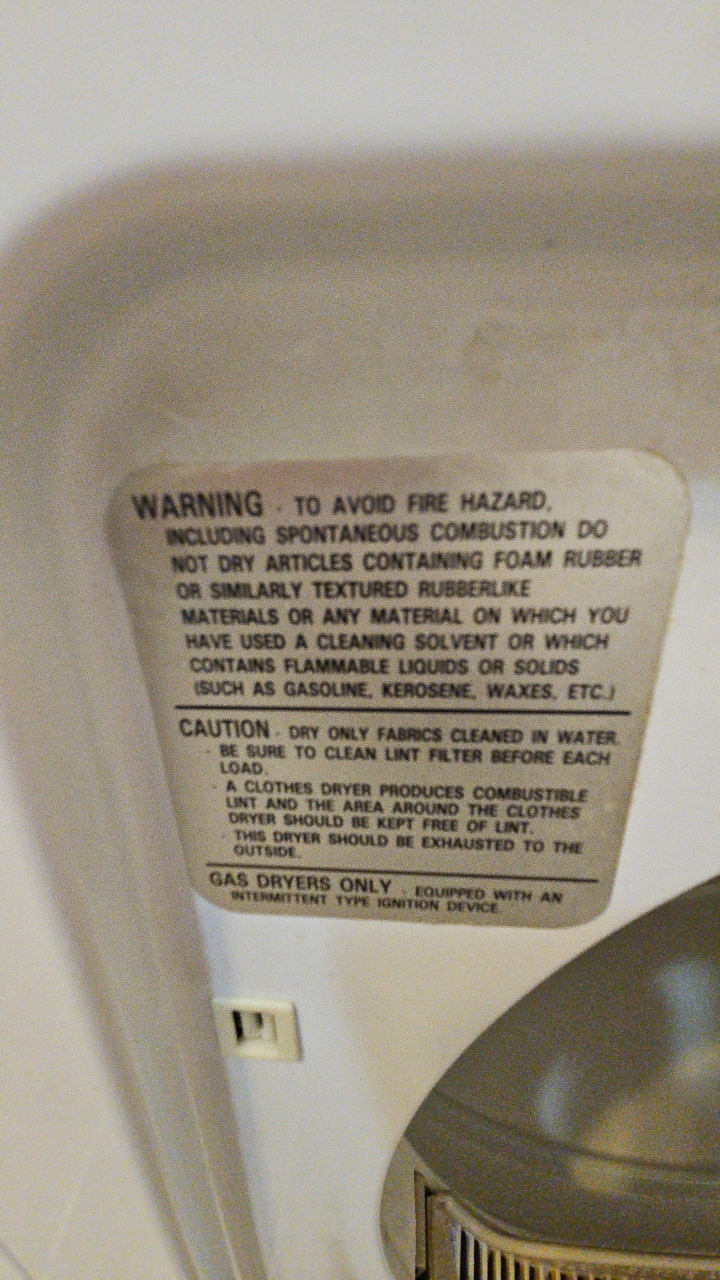 WARNING - TO AVOID FIRE HAZARD,
INCLUDING SPONTANEOUS COMBUSTION DO
NOT DRY ARTICLES CONTAINING FOAM RUBBER
OR SIMILARLY TEXTURED RUBBERLIKE
MATERIALS OR ANY MATERIAL ON WHICH YOU
HAVE USED A CLEANING SOLVENT OR WHICH
CONTAINS FLAMMABLE LIQUIDS OR SOLIDS
(SUCH AS GASOLINE, KEROSENE, WAXES, ETC.)
CAUTION - DRY ONLY FABRICS CLEANED IN WATER.
- BE SURE TO CLEAN LINT FILTER BEFORE EACH
LOAD.
- A CLOTHES DRYER PRODUCES COMBUSTIBLE
LINT AND THE AREA AROUND THE CLOTHES
DRYER SHOULD BE KEPT FREE OF LINT.
- THIS DRYER SHOULD BE EXHAUSTED TO THE
OUTSIDE.
GAS DRYERS ONLY - EQUIPPED WITH AN
INTERMITTENT TYPE IGNITION DEVICE.